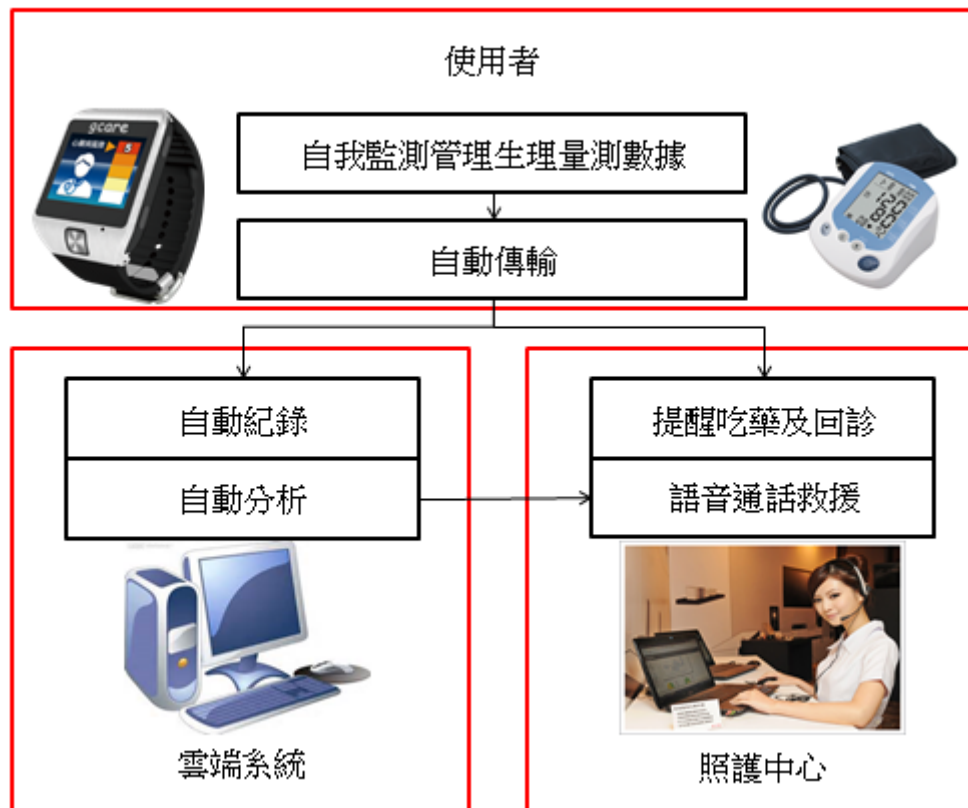 使用者
gcare
5
自我監測管理生理量測數據
自動傳輸
自動紀錄
自動分析
提醒吃藥及回診
語音通話救援
雲端系統
照護中心